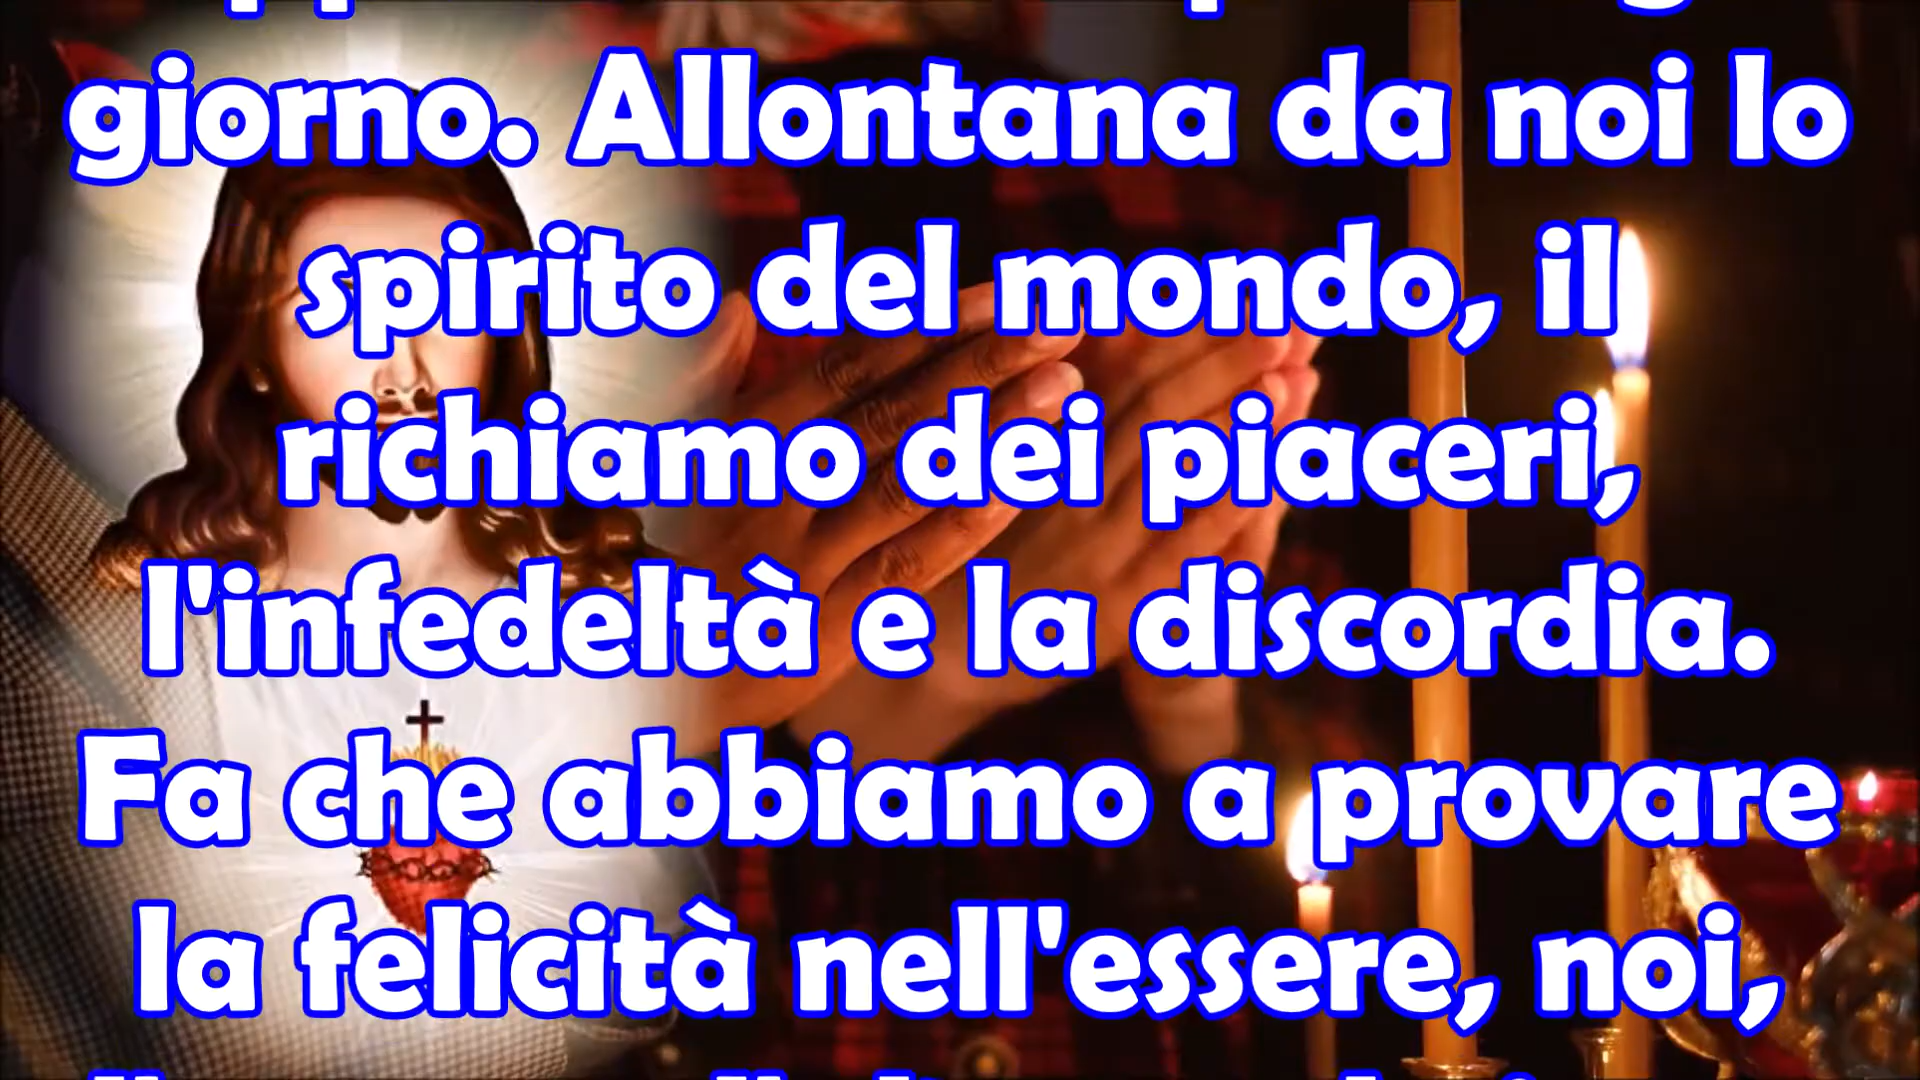 giorno. Allontana da noi lo
spirito del mondo, il
richiamo dei piaceri,
l'infedeltà e la discordia.
Fa che abbiamo a provare
la felicità nell'essere, noi,